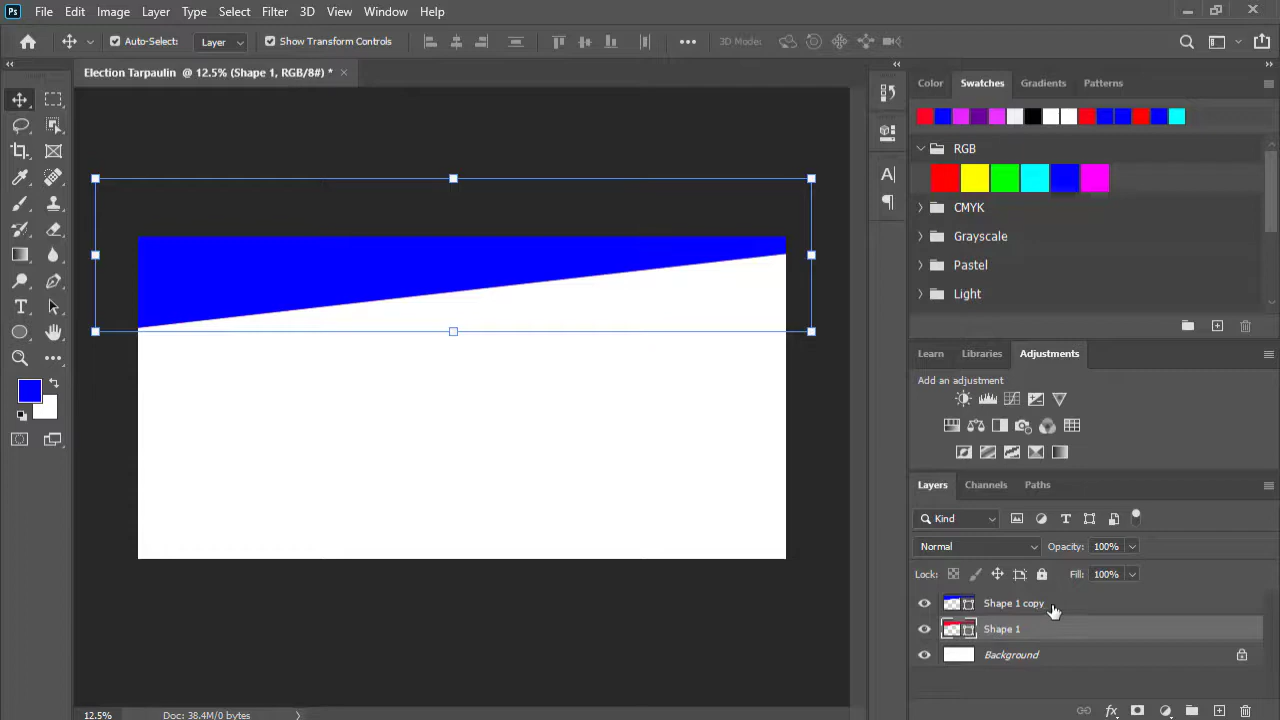 Ps File Edit Image Layer Type Select Filter 3D View Window Help
Auto-Select: Layer Show Transform Controls 3D Mode:
Election Tarpaulin @ 12.5% (Shape 1, RGB/8#) *
Color Swatches Gradients Patterns
RGB
CMYK
Grayscale
Pastel
Light
Learn Libraries Adjustments
Add an adjustment
Layers Channels Paths
Kind
Normal Opacity: 100%
Lock: Fill: 100%
Shape 1 copy
Shape 1
Background
12.5% Doc: 38.4M/0 bytes